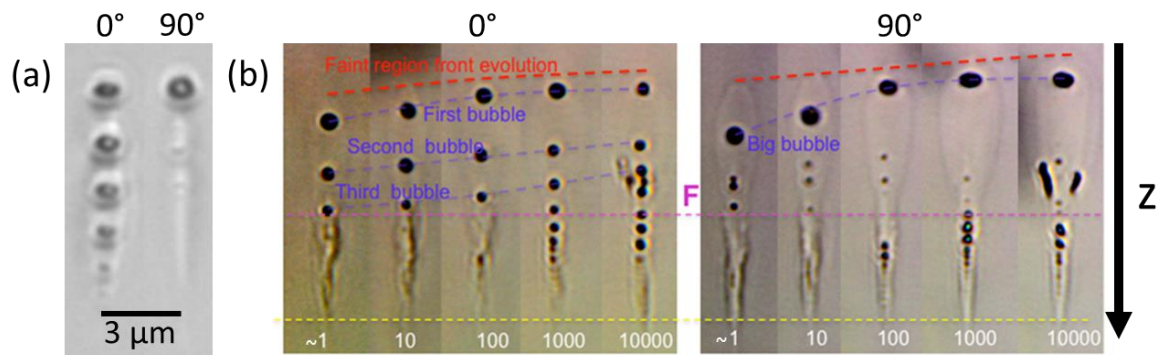 0° 90°
(a)
3 µm
(b)
0°
Faint region front evolution
First bubble
Second bubble
Third bubble
~1 10 100 1000 10000
F
90°
Big bubble
~1 10 100 1000 10000
Z